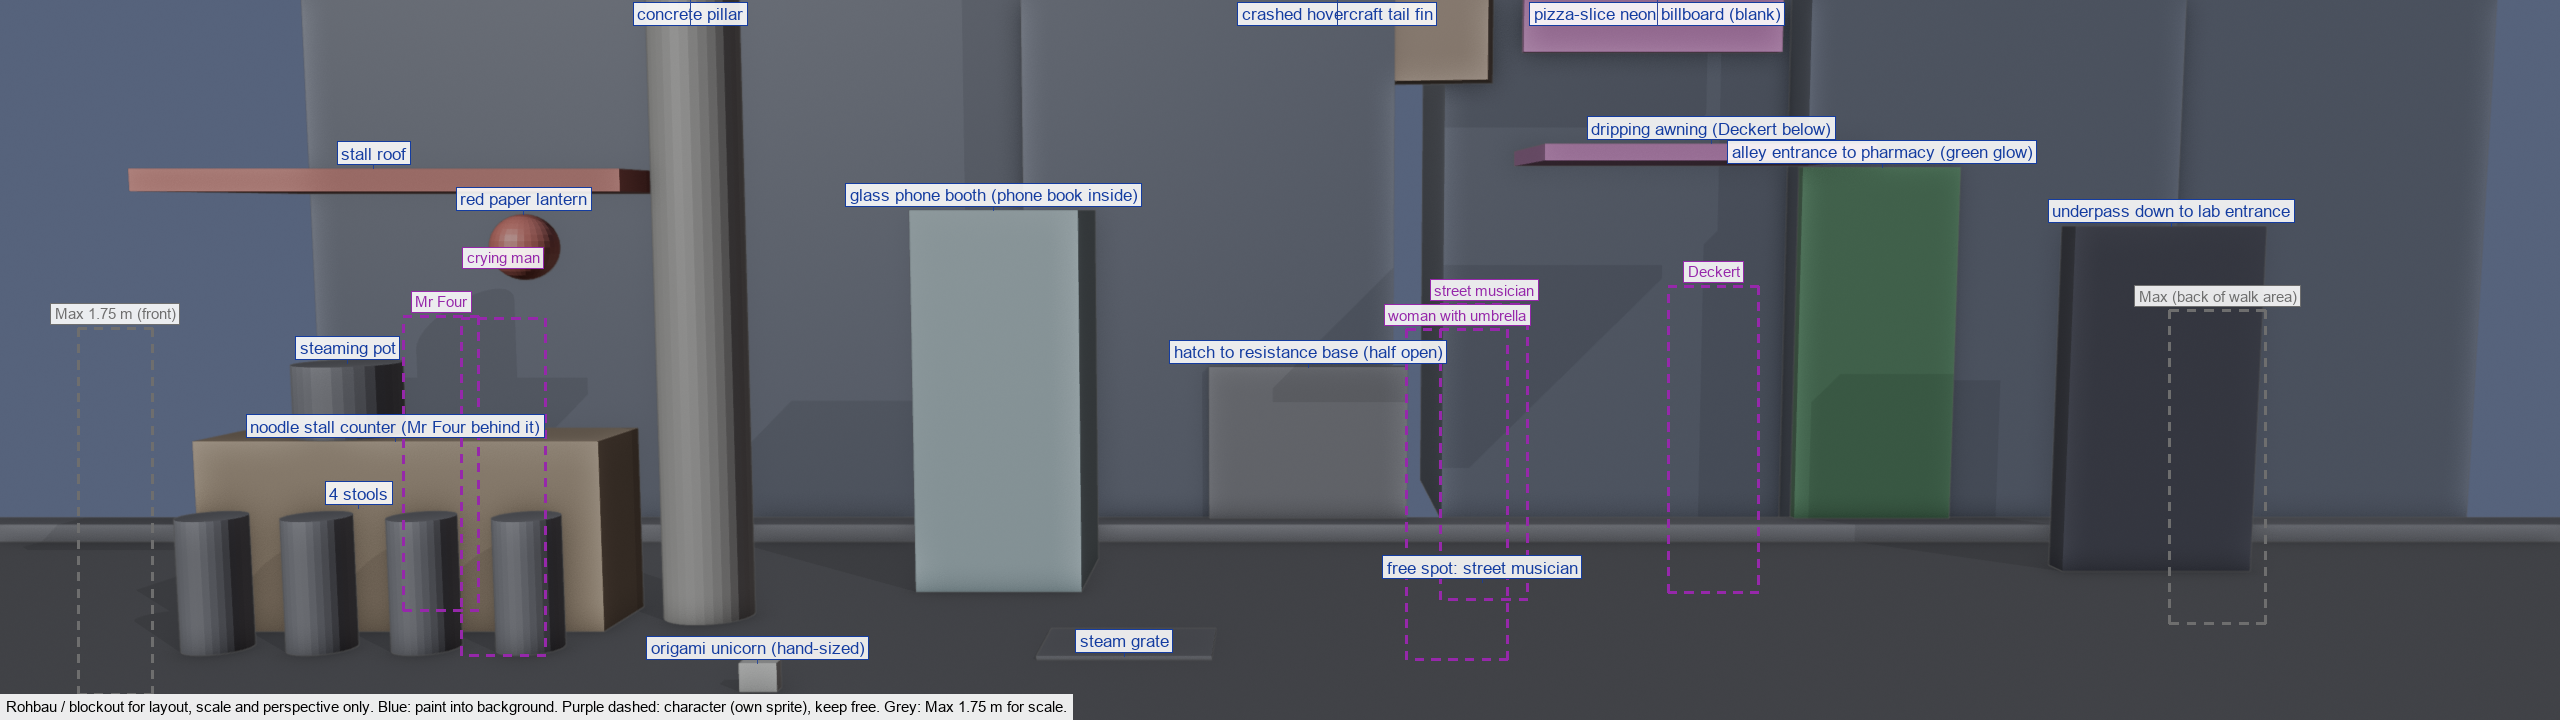 concrete pillar
crashed hovercraft tail fin
pizza-slice neon billboard (blank)
dripping awning (Deckert below)
stall roof
alley entrance to pharmacy (green glow)
red paper lantern
glass phone booth (phone book inside)
underpass down to lab entrance
crying man
Deckert
street musician
Max (back of walk area)
Mr Four
Max 1.75 m (front)
woman with umbrella
steaming pot
hatch to resistance base (half open)
noodle stall counter (Mr Four behind it)
4 stools
free spot: street musician
steam grate
origami unicorn (hand-sized)
Rohbau / blockout for layout, scale and perspective only. Blue: paint into background. Purple dashed: character (own sprite), keep free. Grey: Max 1.75 m for scale.